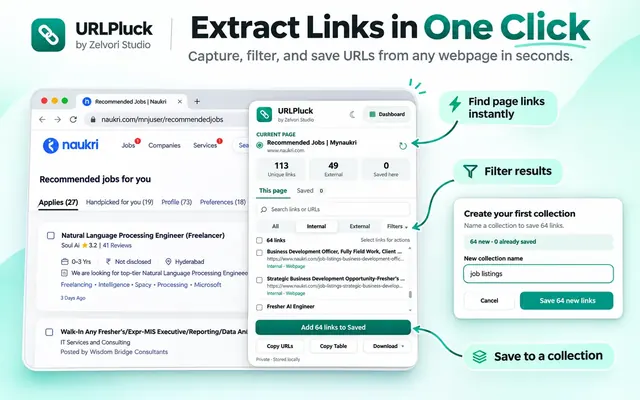 URLPluck
by Zelvori Studio
Extract Links in One Click
Capture, filter, and save URLs from any webpage in seconds.
Recommended Jobs | Naukri
naukri.com/mnjuser/recommendedjobs
naukri
Jobs
Companies
Services
Sea
Recommended jobs for you
Applies (27)
Handpicked for you (19)
Profile (73)
Preferences (18)
Natural Language Processing Engineer (Freelancer)
Soul Ai 3.2 | 41 Reviews
0-3 Yrs
Not disclosed
Hyderabad
We are looking for top-tier Natural Language Processing Engineer
Freelancing • Intelligence • Spacy • Processing • Microsoft
3 Days Ago
Walk-In Any Fresher's/Expr-MIS Executive/Reporting/Data An
IT Services and Consulting
Posted by Wisdom Bridge Consultants
URLPluck
by Zelvori Studio
Dashboard
CURRENT PAGE
Recommended Jobs | Mynaukri
www.naukri.com
113
Unique links
49
External
0
Saved here
This page
Saved 0
Search links or URLs
All
Internal
External
Filters
64 links
Select links for actions
Business Development Officer, Fully Field Work, Client ...
https://www.naukri.com/job-listings-business-development-offic...
Internal · Webpage
Strategic Business Development Opportunity-Fresher's ...
https://www.naukri.com/job-listings-strategic-business-develop...
Internal · Webpage
Fresher AI Engineer
Add 64 links to Saved
Copy URLs
Copy Table
Download
Private · Stored locally
Find page links
instantly
Filter results
Create your first collection
Name a collection to save 64 links.
64 new · 0 already saved
New collection name
job listings
Cancel
Save 64 new links
Save to a collection